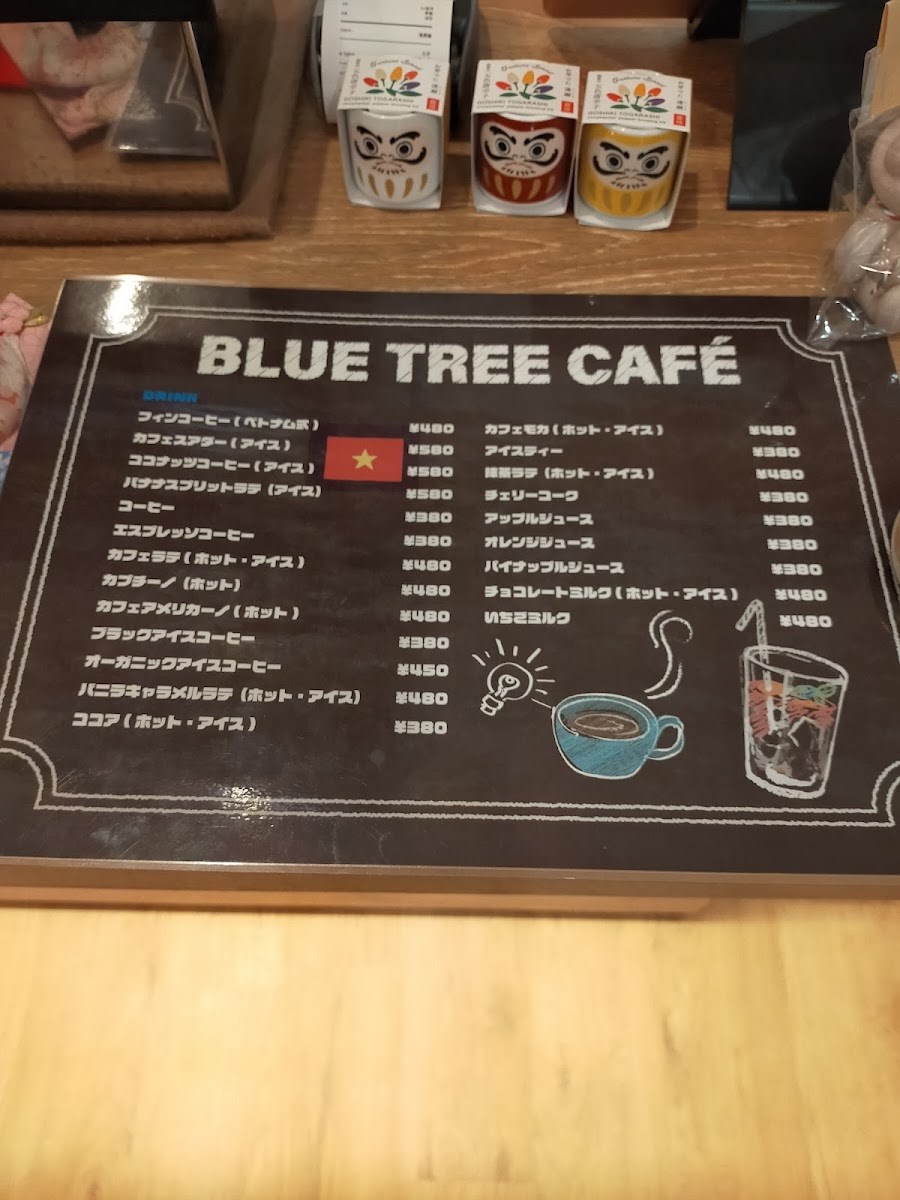 GOSHIKI TOGARASHI
GOSHIKI TOGARASHI
GOSHIKI TOGARASHI
BLUE TREE CAFÉ
DRINK
フィンコーヒー ( ベトナム式 ) ¥480
カフェスアダー ( アイス ) ¥580
ココナッツコーヒー ( アイス ) ¥580
バナナスプリットラテ (アイス) ¥580
コーヒー ¥380
エスプレッソコーヒー ¥380
カフェラテ ( ホット・アイス ) ¥480
カプチーノ (ホット) ¥480
カフェアメリカーノ ( ホット ) ¥480
ブラックアイスコーヒー ¥380
オーガニックアイスコーヒー ¥450
バニラキャラメルラテ (ホット・アイス) ¥480
ココア ( ホット・アイス ) ¥380
カフェモカ ( ホット・アイス ) ¥480
アイスティー ¥380
抹茶ラテ (ホット・アイス ) ¥480
チェリーコーク ¥380
アップルジュース ¥380
オレンジジュース ¥380
パイナップルジュース ¥380
チョコレートミルク ( ホット・アイス ) ¥480
いちごミルク ¥480